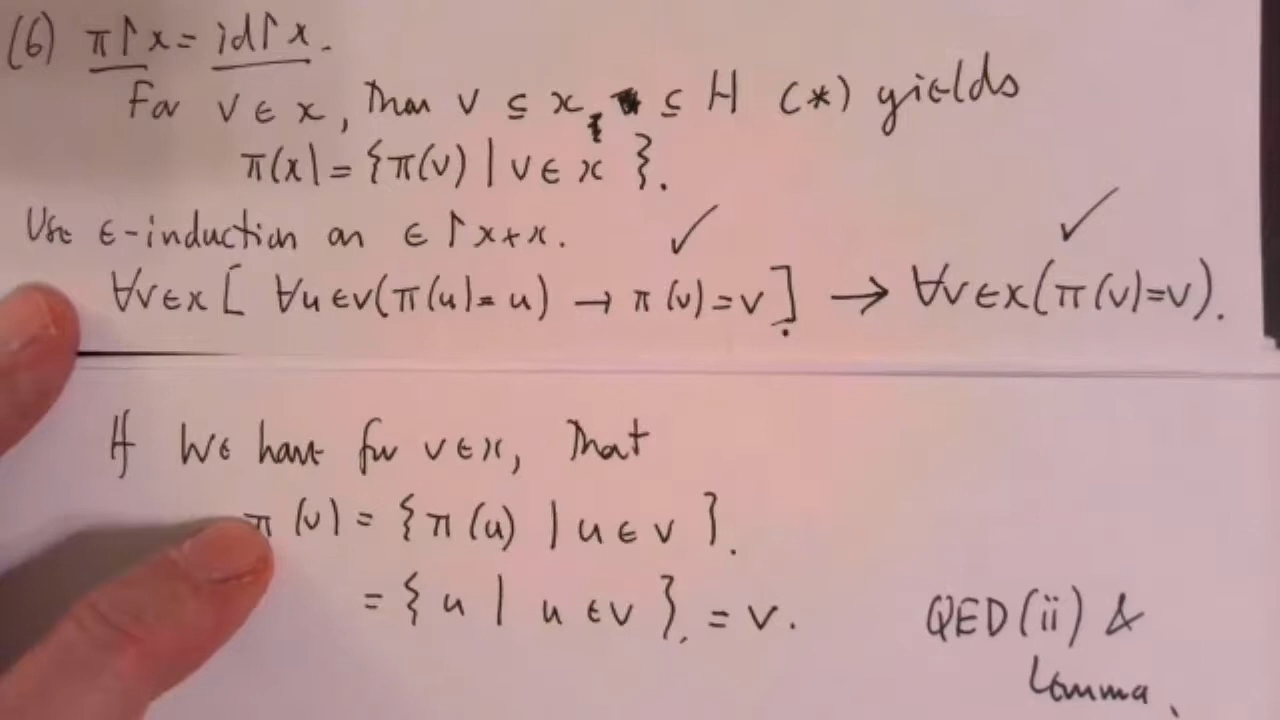 (6) π↾x = id↾x.
For v ∈ x, then v ⊆ x, ⊆ H (*) yields
π(x) = {π(v) | v ∈ x }.
Use ∈-induction on ∈↾x×x. ✓ ✓
∀v∈x [ ∀u∈v(π(u)=u) → π(v)=v ] → ∀v∈x(π(v)=v).
If we have for v∈x, that
π(v) = {π(u) | u ∈ v }.
= { u | u ∈ v }. = v.
QED(ii) &
Lemma.